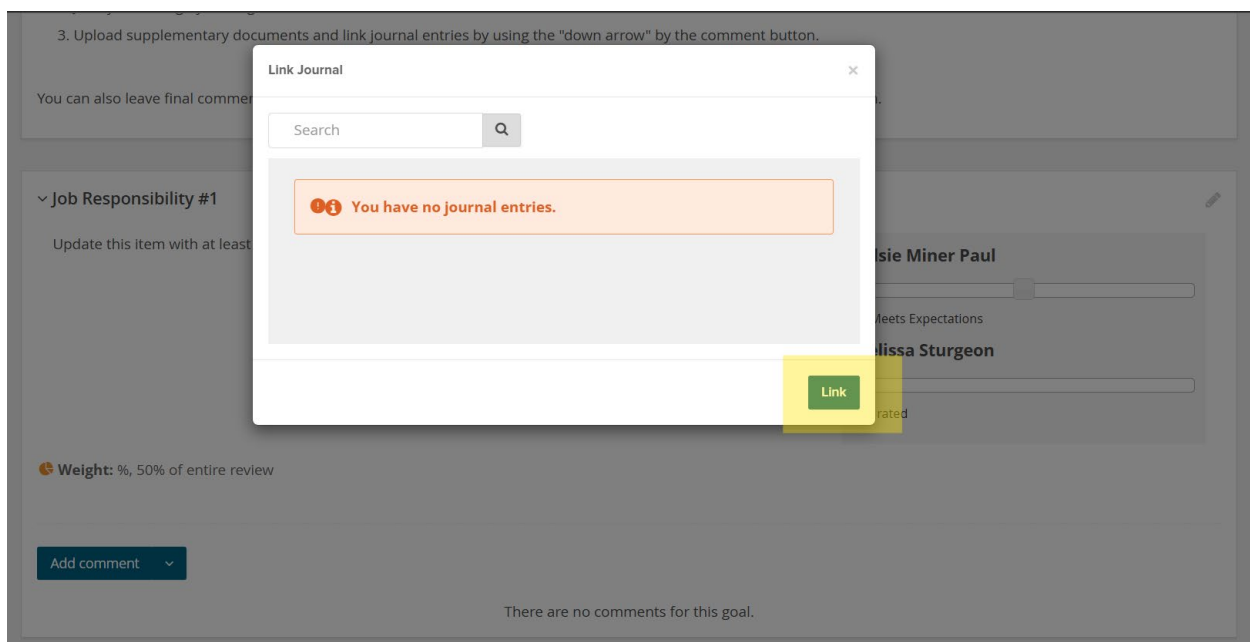 3. Upload supplementary documents and link journal entries by using the "down arrow" by the comment button.
Link Journal
You can also leave final commen
Search
You have no journal entries.
Job Responsibility #1
Update this item with at least
lsie Miner Paul
Meets Expectations
lissa Sturgeon
Link
rated
Weight: %, 50% of entire review
Add comment
There are no comments for this goal.